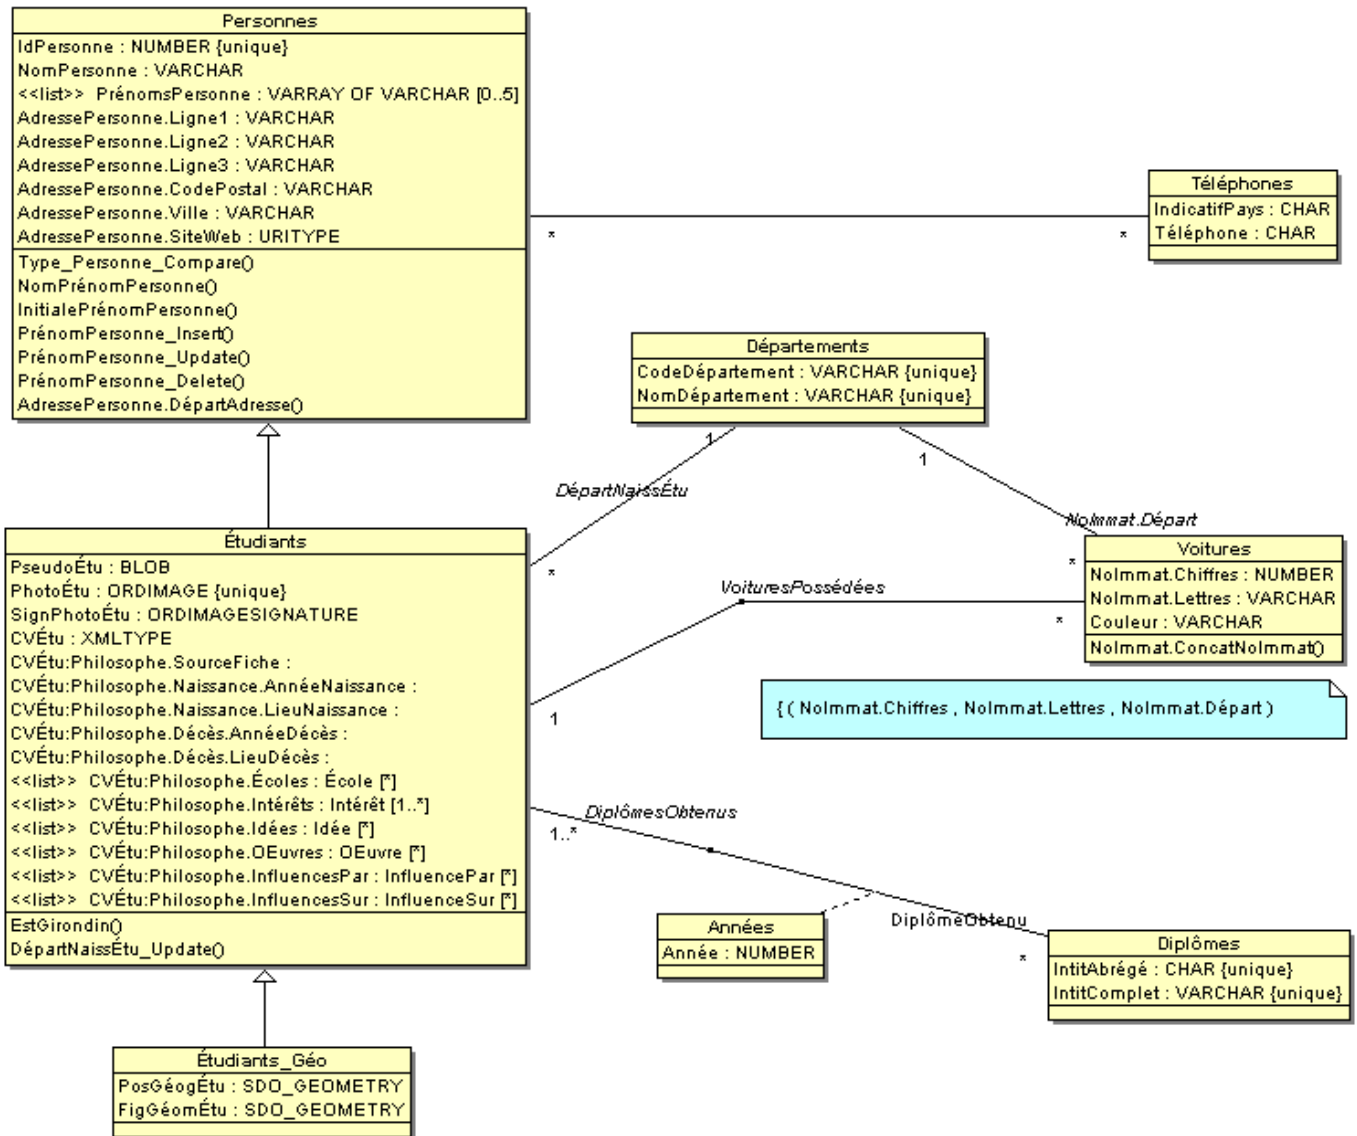 Personnes
IdPersonne : NUMBER {unique}
NomPersonne : VARCHAR
<<list>> PrénomsPersonne : VARRAY OF VARCHAR [0..5]
AdressePersonne.Ligne1 : VARCHAR
AdressePersonne.Ligne2 : VARCHAR
AdressePersonne.Ligne3 : VARCHAR
AdressePersonne.CodePostal : VARCHAR
AdressePersonne.Ville : VARCHAR
AdressePersonne.SiteWeb : URITYPE
Type_Personne_Compare()
NomPrénomPersonne()
InitialePrénomPersonne()
PrénomPersonne_Insert()
PrénomPersonne_Update()
PrénomPersonne_Delete()
AdressePersonne.DépartAdresse()
*
*
Téléphones
IndicatifPays : CHAR
Téléphone : CHAR
Départements
CodeDépartement : VARCHAR {unique}
NomDépartement : VARCHAR {unique}
1
1
DépartNaissÉtu
*
NoImmat.Départ
*
Voitures
NoImmat.Chiffres : NUMBER
NoImmat.Lettres : VARCHAR
Couleur : VARCHAR
NoImmat.ConcatNoImmat()
VoituresPossédées
*
1
{ ( NoImmat.Chiffres , NoImmat.Lettres , NoImmat.Départ )
Étudiants
PseudoÉtu : BLOB
PhotoÉtu : ORDIMAGE {unique}
SignPhotoÉtu : ORDIMAGESIGNATURE
CVÉtu : XMLTYPE
CVÉtu:Philosophe.SourceFiche :
CVÉtu:Philosophe.Naissance.AnnéeNaissance :
CVÉtu:Philosophe.Naissance.LieuNaissance :
CVÉtu:Philosophe.Décès.AnnéeDécès :
CVÉtu:Philosophe.Décès.LieuDécès :
<<list>> CVÉtu:Philosophe.Écoles : École [*]
<<list>> CVÉtu:Philosophe.Intérêts : Intérêt [1..*]
<<list>> CVÉtu:Philosophe.Idées : Idée [*]
<<list>> CVÉtu:Philosophe.OEuvres : OEuvre [*]
<<list>> CVÉtu:Philosophe.InfluencesPar : InfluencePar [*]
<<list>> CVÉtu:Philosophe.InfluencesSur : InfluenceSur [*]
EstGirondin()
DépartNaissÉtu_Update()
DiplômesObtenus
1..*
Années
Année : NUMBER
DiplômeObtenu
*
Diplômes
IntitAbrégé : CHAR {unique}
IntitComplet : VARCHAR {unique}
Étudiants_Géo
PosGéogÉtu : SDO_GEOMETRY
FigGéomÉtu : SDO_GEOMETRY